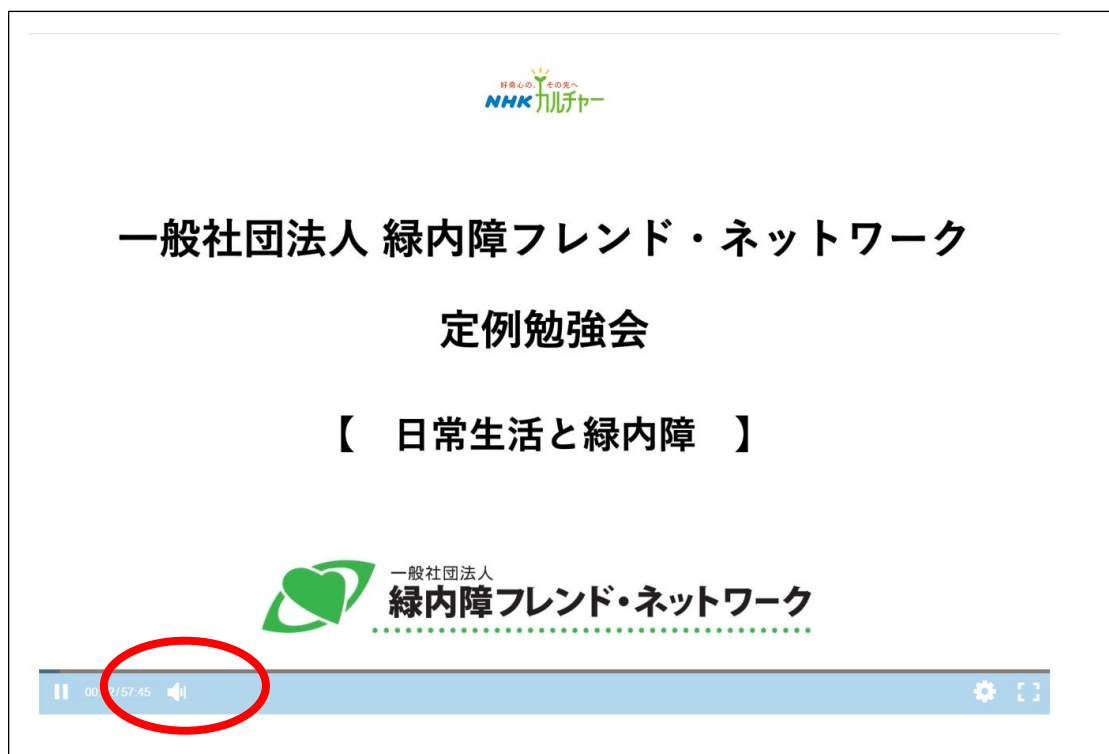 好奇心の、その先へ
NHKカルチャー
一般社団法人 緑内障フレンド・ネットワーク
定例勉強会
【 日常生活と緑内障 】
一般社団法人
緑内障フレンド・ネットワーク
/57:45